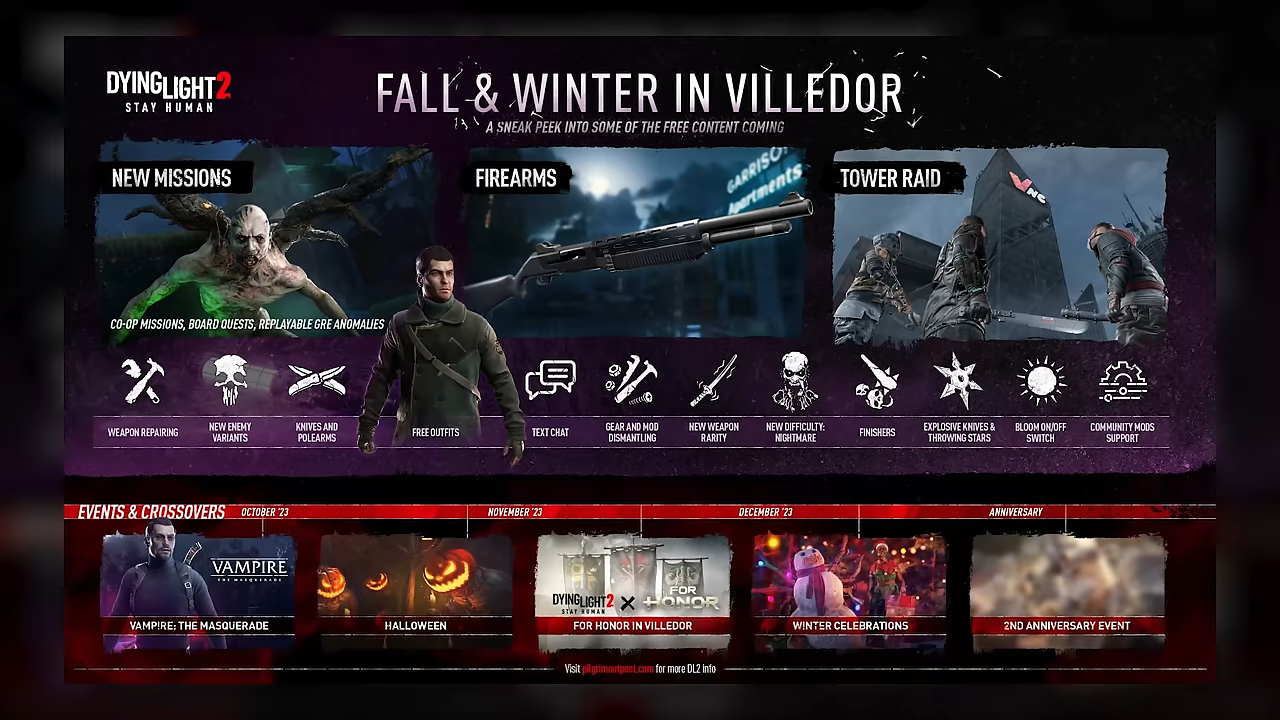 DYING LIGHT 2
STAY HUMAN
FALL & WINTER IN VILLEDOR
A SNEAK PEEK INTO SOME OF THE FREE CONTENT COMING
NEW MISSIONS
CO-OP MISSIONS, BOARD QUESTS, REPLAYABLE GRE ANOMALIES
FIREARMS
GARRISON
Apartments
TOWER RAID
VNC
WEAPON REPAIRING
NEW ENEMY
VARIANTS
KNIVES AND
POLEARMS
FREE OUTFITS
TEXT CHAT
GEAR AND MOD
DISMANTLING
NEW WEAPON
RARITY
NEW DIFFICULTY:
NIGHTMARE
FINISHERS
EXPLOSIVE KNIVES &
THROWING STARS
BLOOM ON/OFF
SWITCH
COMMUNITY MODS
SUPPORT
EVENTS & CROSSOVERS
OCTOBER '23
NOVEMBER '23
DECEMBER '23
ANNIVERSARY
VAMPIRE
THE MASQUERADE
VAMPIRE: THE MASQUERADE
HALLOWEEN
DYING LIGHT 2
STAY HUMAN
X
FOR
HONOR
FOR HONOR IN VILLEDOR
WINTER CELEBRATIONS
2ND ANNIVERSARY EVENT
Visit pilgrimoutpost.com for more DL2 info